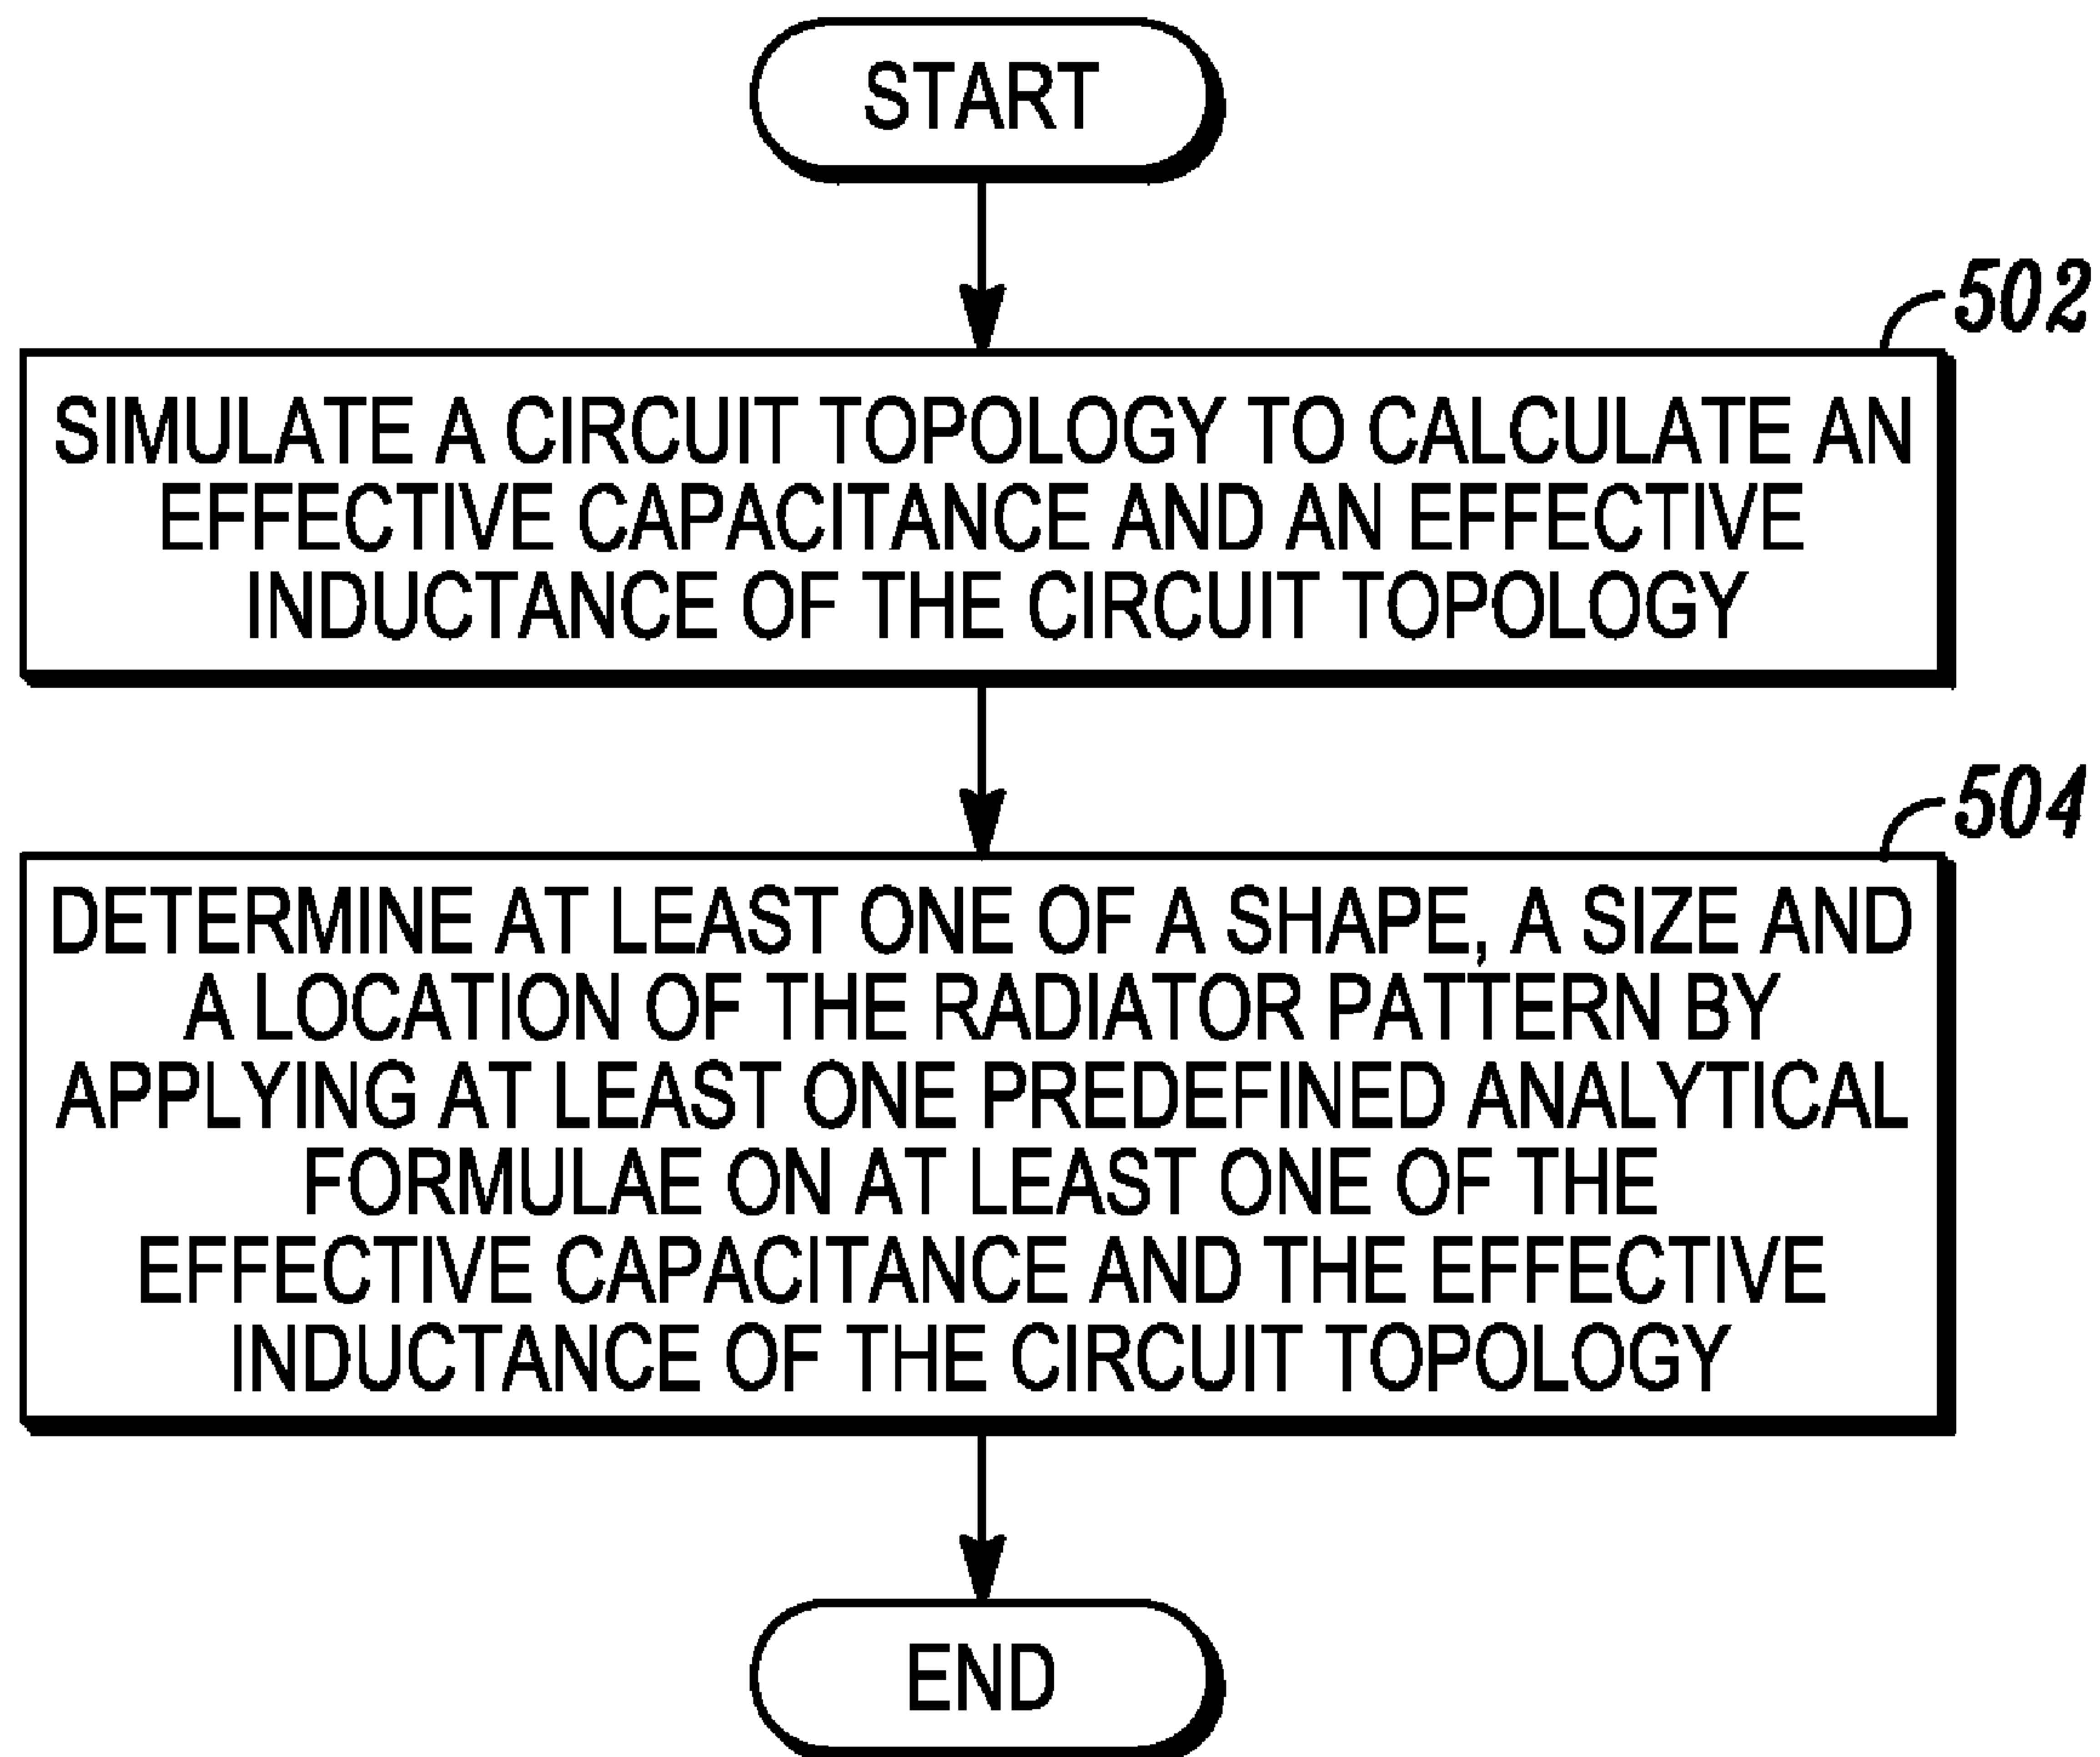 START
502
SIMULATE A CIRCUIT TOPOLOGY TO CALCULATE AN
EFFECTIVE CAPACITANCE AND AN EFFECTIVE
INDUCTANCE OF THE CIRCUIT TOPOLOGY
504
DETERMINE AT LEAST ONE OF A SHAPE, A SIZE AND
A LOCATION OF THE RADIATOR PATTERN BY
APPLYING AT LEAST ONE PREDEFINED ANALYTICAL
FORMULAE ON AT LEAST ONE OF THE
EFFECTIVE CAPACITANCE AND THE EFFECTIVE
INDUCTANCE OF THE CIRCUIT TOPOLOGY
END